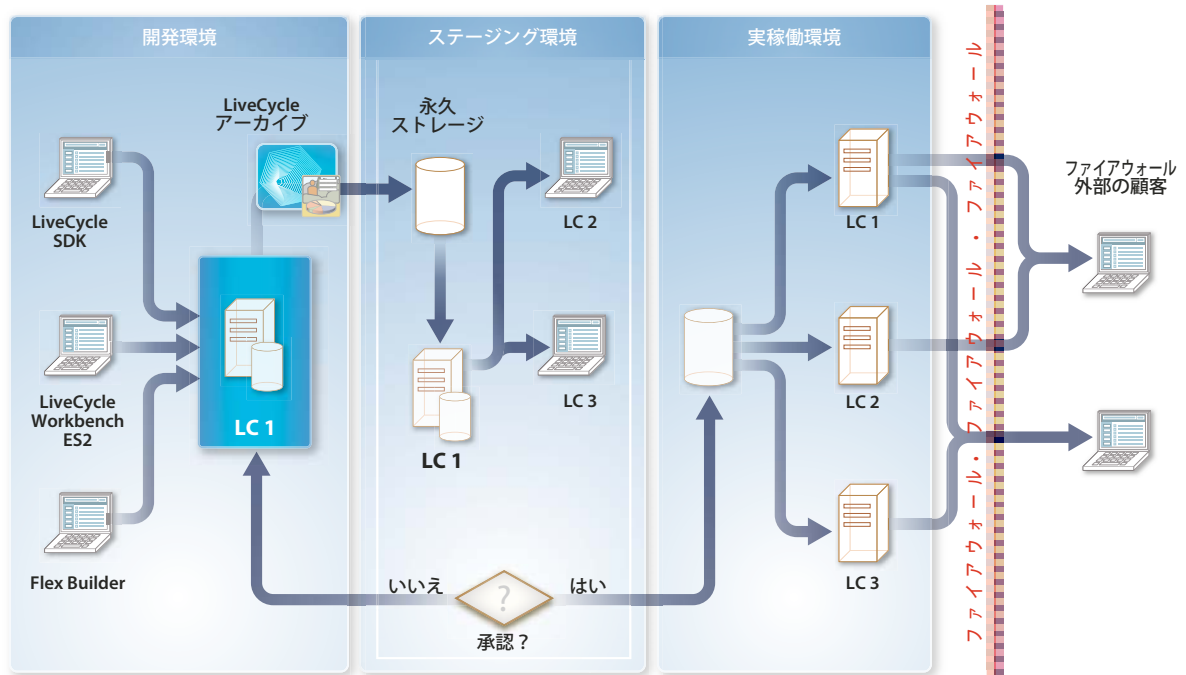 開発環境
LiveCycle
アーカイブ
LiveCycle
SDK
LiveCycle
Workbench
ES2
Flex Builder
LC 1
ステージング環境
永久
ストレージ
LC 2
LC 3
LC 1
いいえ
?
はい
承認？
実稼働環境
LC 1
LC 2
LC 3
ファイアウォール・ファイアウォール・ファイアウォール
ファイアウォール
外部の顧客